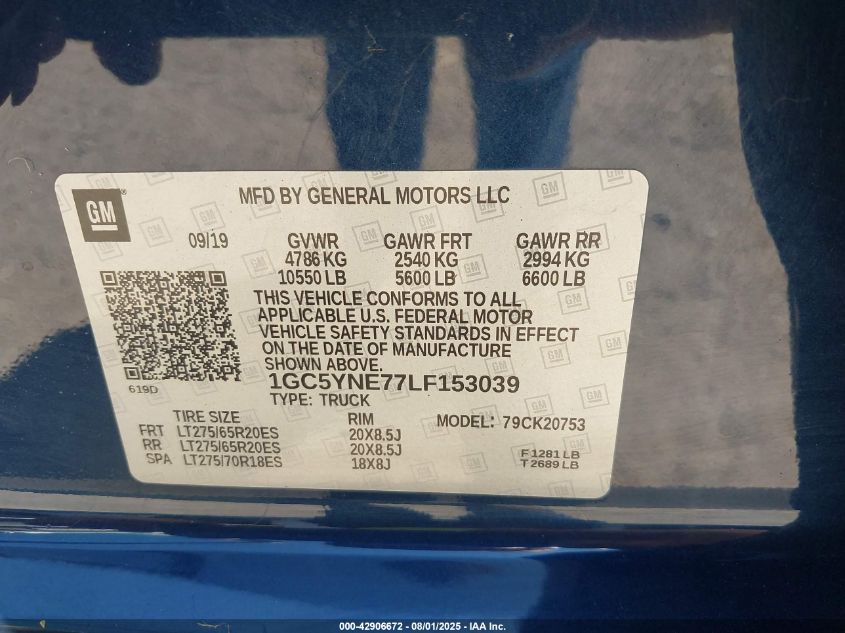 MFD BY GENERAL MOTORS LLC
GM
09/19 GVWR GAWR FRT GAWR RR
4786 KG 2540 KG 2994 KG
10550 LB 5600 LB 6600 LB
THIS VEHICLE CONFORMS TO ALL
APPLICABLE U.S. FEDERAL MOTOR
VEHICLE SAFETY STANDARDS IN EFFECT
ON THE DATE OF MANUFACTURE
SHOWN ABOVE.
619D
1GC5YNE77LF153039
TYPE: TRUCK
TIRE SIZE RIM MODEL: 79CK20753
FRT LT275/65R20ES 20X8.5J
RR LT275/65R20ES 20X8.5J F 1281 LB
SPA LT275/70R18ES 18X8J T 2689 LB
000-42906672 - 08/01/2025 - IAA Inc.